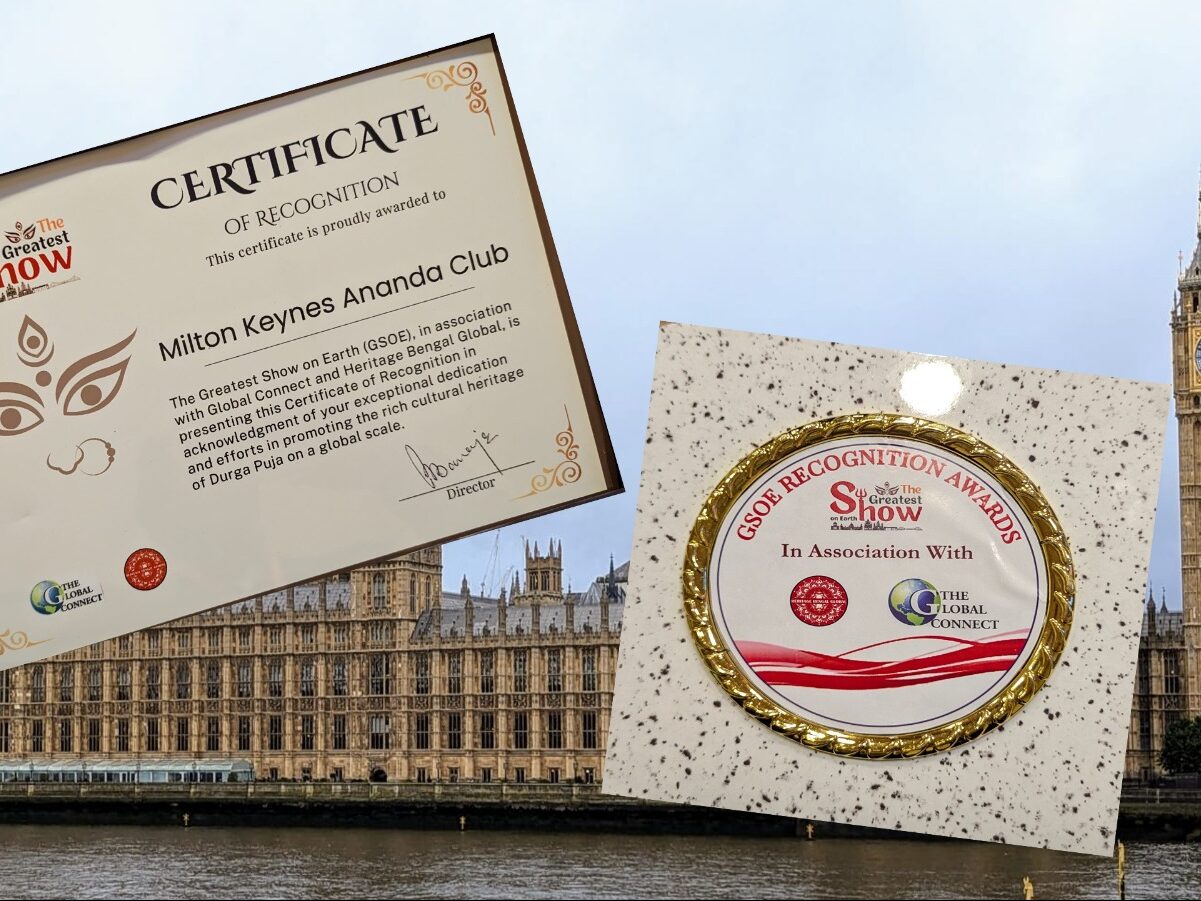 CERTIFICATE
OF RECOGNITION
This certificate is proudly awarded to
The
Greatest
Show
Milton Keynes Ananda Club
The Greatest Show on Earth (GSOE), in association
with Global Connect and Heritage Bengal Global, is
presenting this Certificate of Recognition in
acknowledgment of your exceptional dedication
and efforts in promoting the rich cultural heritage
of Durga Puja on a global scale.
Director
THE
GLOBAL
CONNECT
GSOE RECOGNITION AWARDS
The
Greatest
Show
on Earth
In Association With
HERITAGE BENGAL GLOBAL
THE
GLOBAL
CONNECT